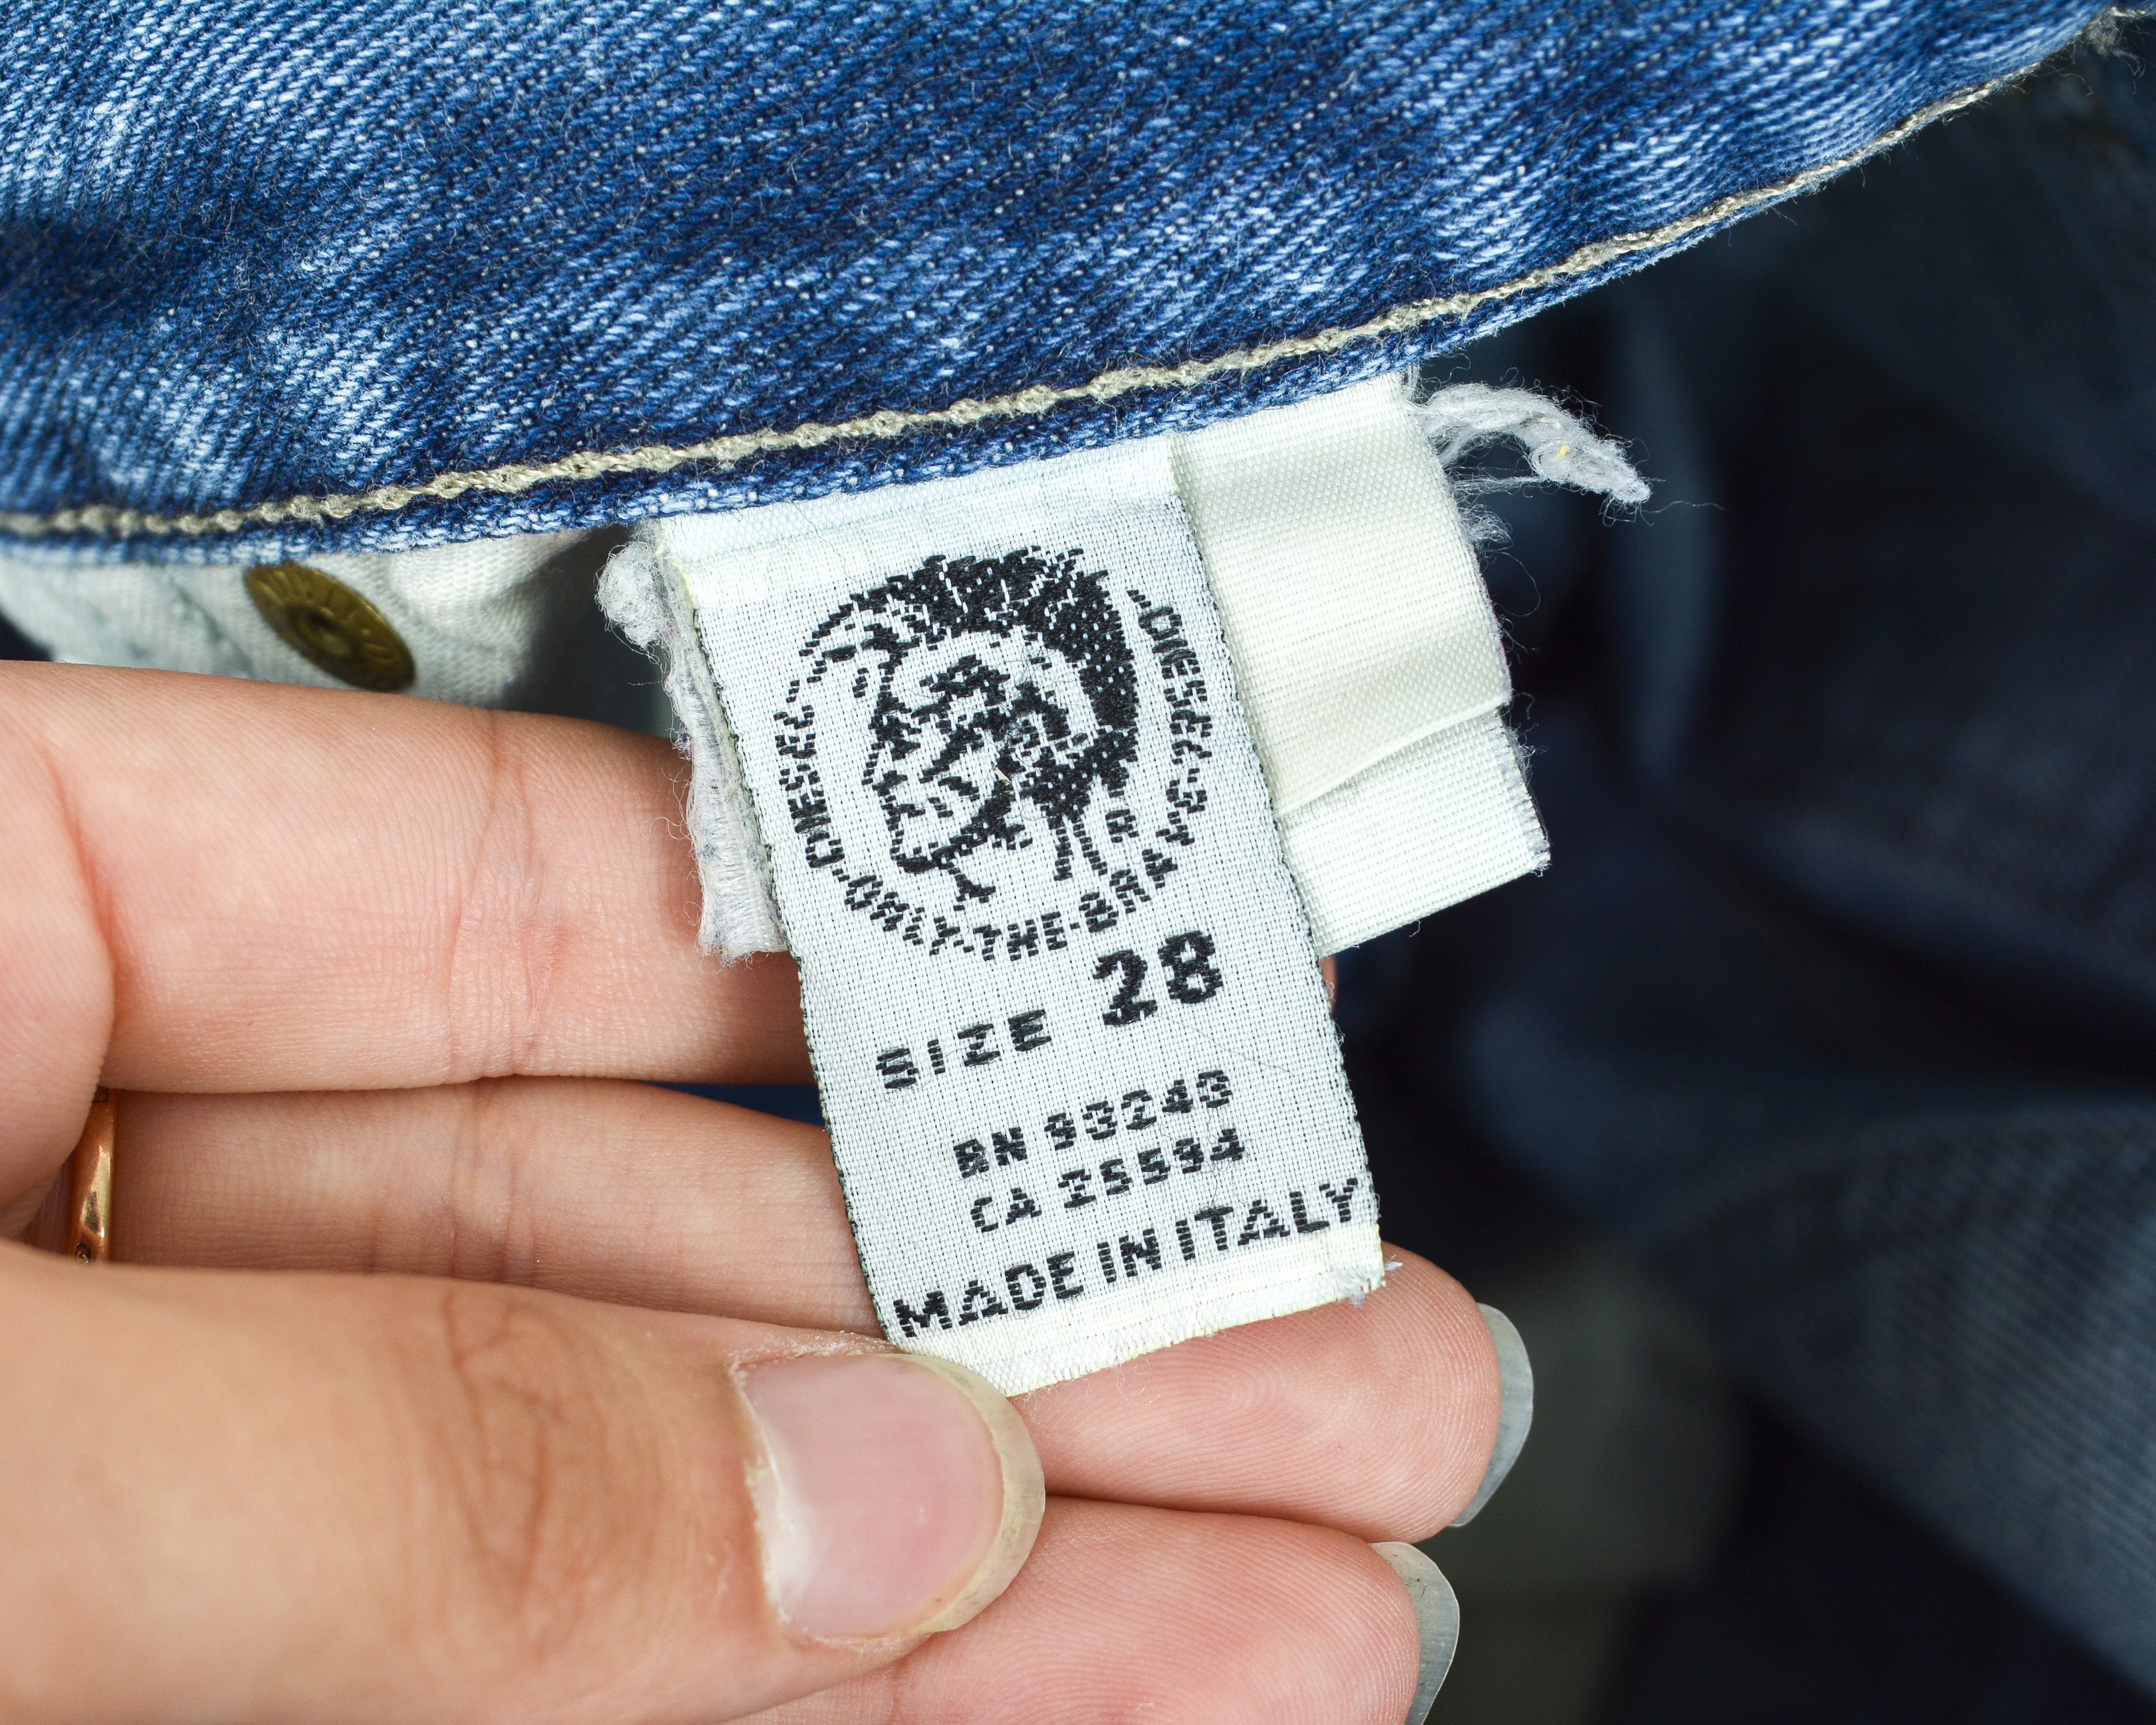 DIESEL·ONLY·THE·BRAVE·DIESEL·
SIZE 28
RN 93243
CA 25594
MADE IN ITALY